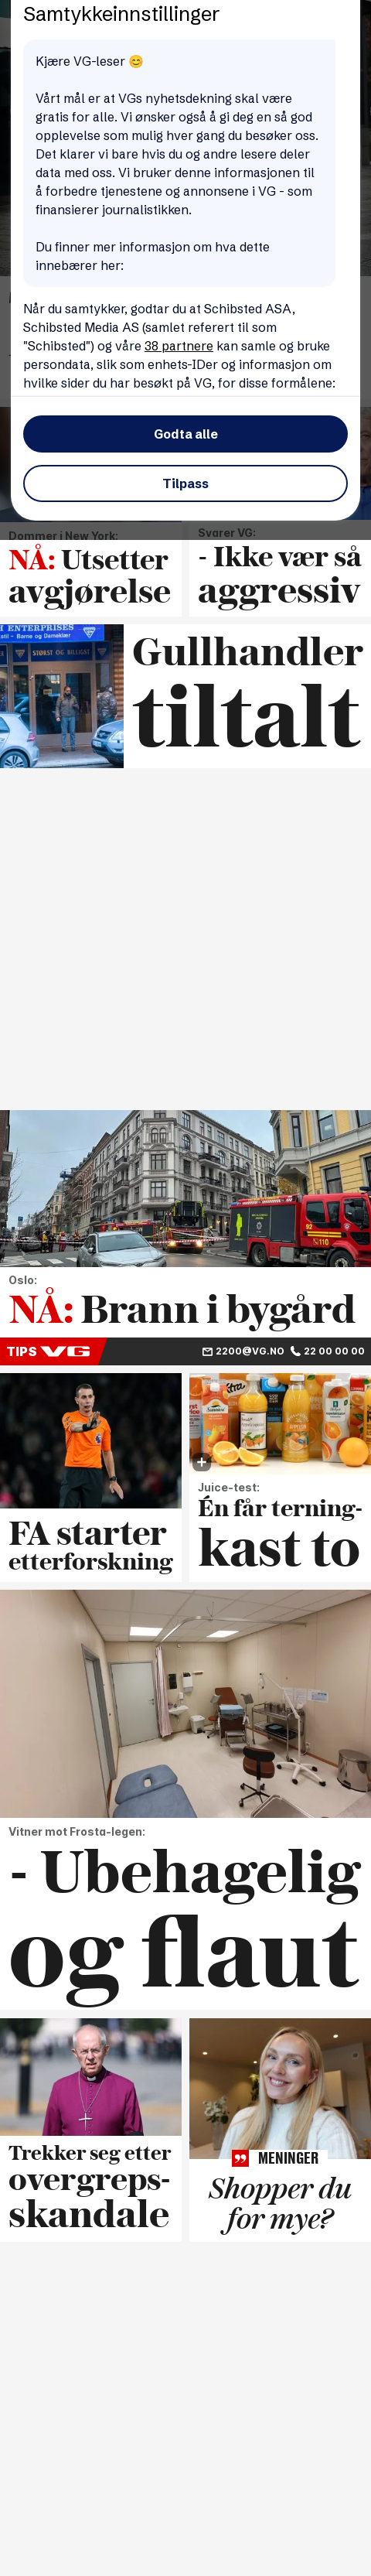 Samtykkeinnstillinger
Kjære VG-leser 😊
Vårt mål er at VGs nyhetsdekning skal være
gratis for alle. Vi ønsker også å gi deg en så god
opplevelse som mulig hver gang du besøker oss.
Det klarer vi bare hvis du og andre lesere deler
data med oss. Vi bruker denne informasjonen til
å forbedre tjenestene og annonsene i VG - som
finansierer journalistikken.
Du finner mer informasjon om hva dette
innebærer her:
Når du samtykker, godtar du at Schibsted ASA,
Schibsted Media AS (samlet referert til som
"Schibsted") og våre 38 partnere kan samle og bruke
persondata, slik som enhets-IDer og informasjon om
hvilke sider du har besøkt på VG, for disse formålene:
Godta alle
Tilpass
Dommer i New York:
NÅ: Utsetter
avgjørelse
Svarer VG:
- Ikke vær så
aggressiv
H ENTERPRISES
Gullhandler
tiltalt
Oslo:
NÅ: Brann i bygård
TIPS VG
2200@VG.NO
22 00 00 00
FA starter
etterforskning
Juice-test:
Én får terning-
kast to
Vitner mot Frosta-legen:
- Ubehagelig
og flaut
Trekker seg etter
overgreps-
skandale
MENINGER
Shopper du
for mye?